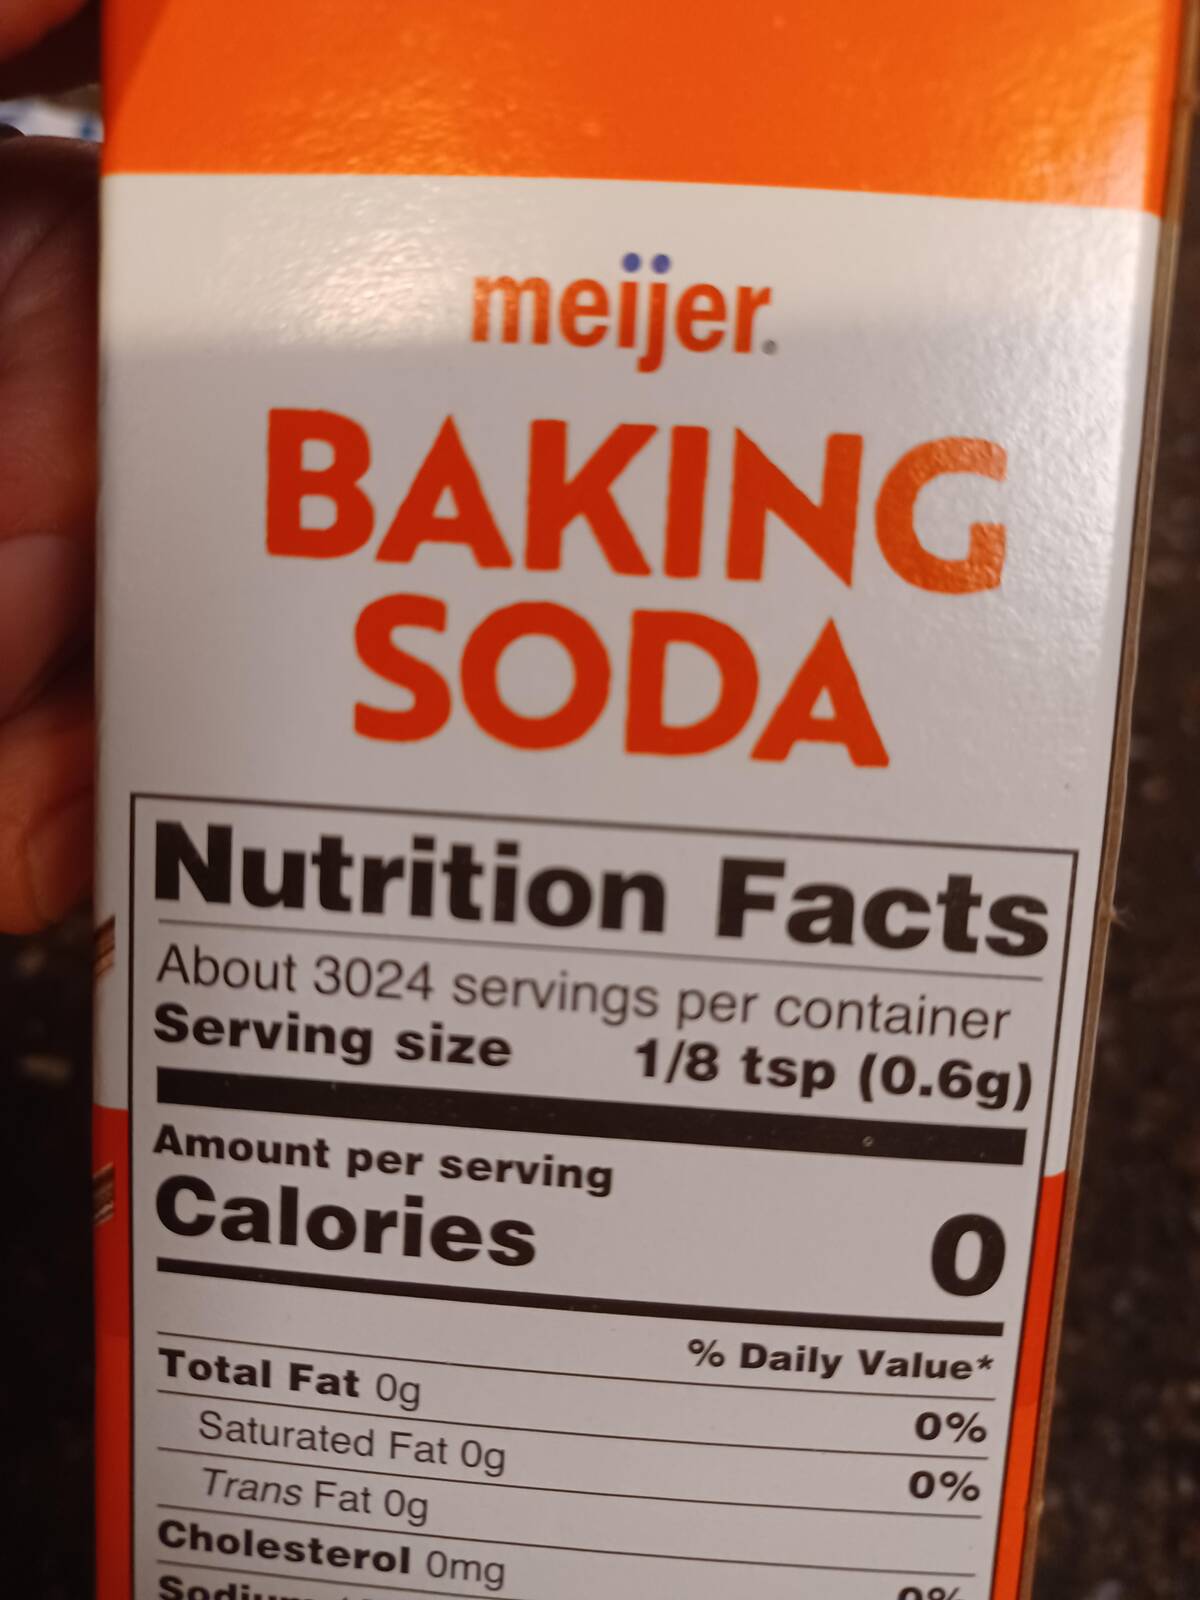 meijer
BAKING
SODA
Nutrition Facts
About 3024 servings per container
Serving size 1/8 tsp (0.6g)
Amount per serving
Calories 0
% Daily Value*
Total Fat 0g 0%
Saturated Fat 0g 0%
Trans Fat 0g
Cholesterol 0mg 0%